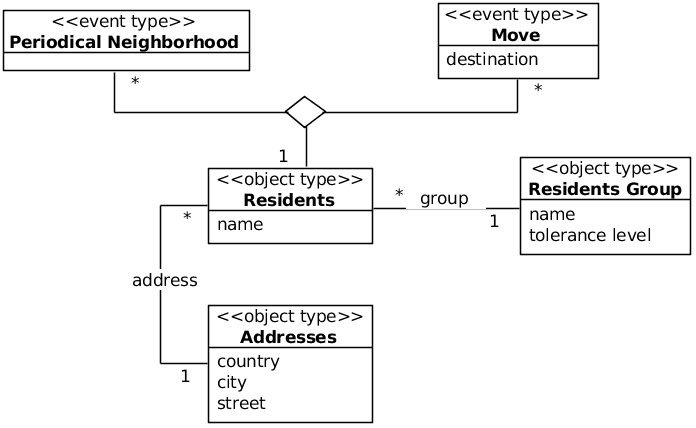 <<event type>>
Periodical Neighborhood
<<event type>>
Move
destination
*
*
1
<<object type>>
Residents
name
* group
1
<<object type>>
Residents Group
name
tolerance level
*
address
1
<<object type>>
Addresses
country
city
street